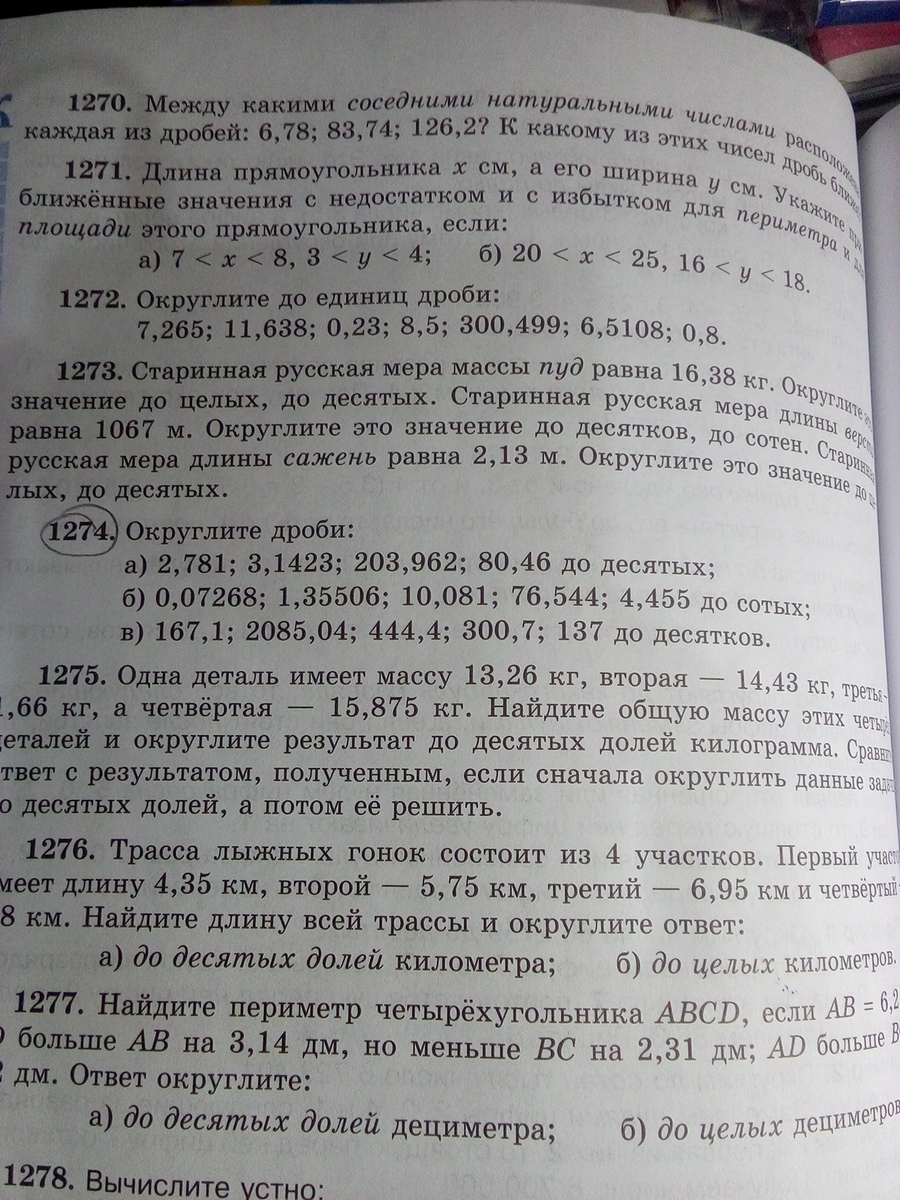 1270. Между какими соседними натуральными числами
каждая из дробей: 6,78; 83,74; 126,2? К какому из этих чисел дробь
1271. Длина прямоугольника x см, а его ширина y см. Укажите
ближённые значения с недостатком и с избытком для периметра и
площади этого прямоугольника, если:
а) 7 < x < 8, 3 < y < 4; б) 20 < x < 25, 16 < y < 18.
1272. Округлите до единиц дроби:
7,265; 11,638; 0,23; 8,5; 300,499; 6,5108; 0,8.
1273. Старинная русская мера массы пуд равна 16,38 кг. Округлите
значение до целых, до десятых. Старинная русская мера длины
равна 1067 м. Округлите это значение до десятков, до сотен.
русская мера длины сажень равна 2,13 м. Округлите это значение до
лых, до десятых.
1274. Округлите дроби:
а) 2,781; 3,1423; 203,962; 80,46 до десятых;
б) 0,07268; 1,35506; 10,081; 76,544; 4,455 до сотых;
в) 167,1; 2085,04; 444,4; 300,7; 137 до десятков.
1275. Одна деталь имеет массу 13,26 кг, вторая — 14,43 кг, третья —
,66 кг, а четвёртая — 15,875 кг. Найдите общую массу этих
деталей и округлите результат до десятых долей килограмма.
твет с результатом, полученным, если сначала округлить данные
о десятых долей, а потом её решить.
1276. Трасса лыжных гонок состоит из 4 участков. Первый
меет длину 4,35 км, второй — 5,75 км, третий — 6,95 км и четвёртый
8 км. Найдите длину всей трассы и округлите ответ:
а) до десятых долей километра; б) до целых километров.
1277. Найдите периметр четырёхугольника ABCD, если AB = 6,2
больше AB на 3,14 дм, но меньше BC на 2,31 дм; AD больше
дм. Ответ округлите:
а) до десятых долей дециметра; б) до целых дециметров
1278. Вычислите устно: